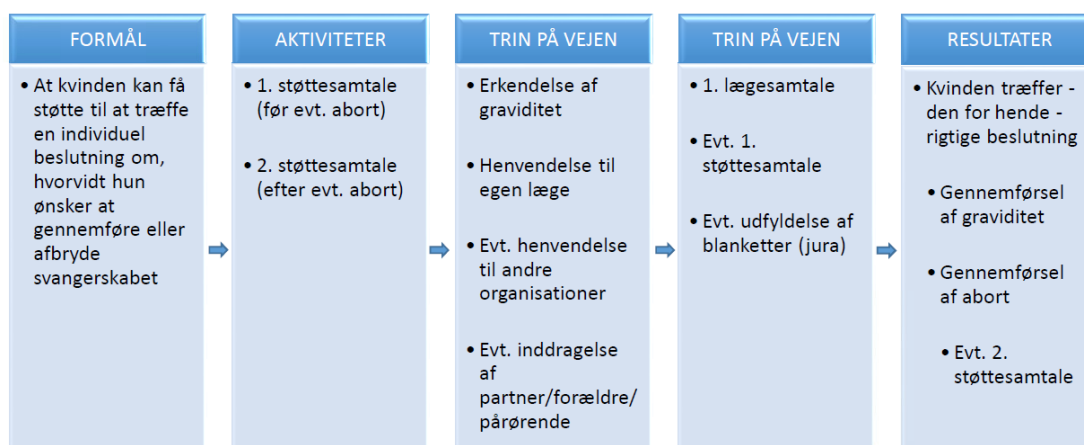 FORMÅL
• At kvinden kan få
støtte til at træffe
en individuel
beslutning om,
hvorvidt hun
ønsker at
gennemføre eller
afbryde
svangerskabet
AKTIVITETER
• 1. støttesamtale
(før evt. abort)
• 2. støttesamtale
(efter evt. abort)
TRIN PÅ VEJEN
• Erkendelse af
graviditet
• Henvendelse til
egen læge
• Evt. henvendelse
til andre
organisationer
• Evt. inddragelse
af
partner/forældre/
pårørende
TRIN PÅ VEJEN
• 1. lægesamtale
• Evt. 1.
støttesamtale
• Evt. udfyldelse af
blanketter (jura)
RESULTATER
• Kvinden træffer -
den for hende -
rigtige beslutning
• Gennemførsel
af graviditet
• Gennemførsel
af abort
• Evt. 2.
støttesamtale